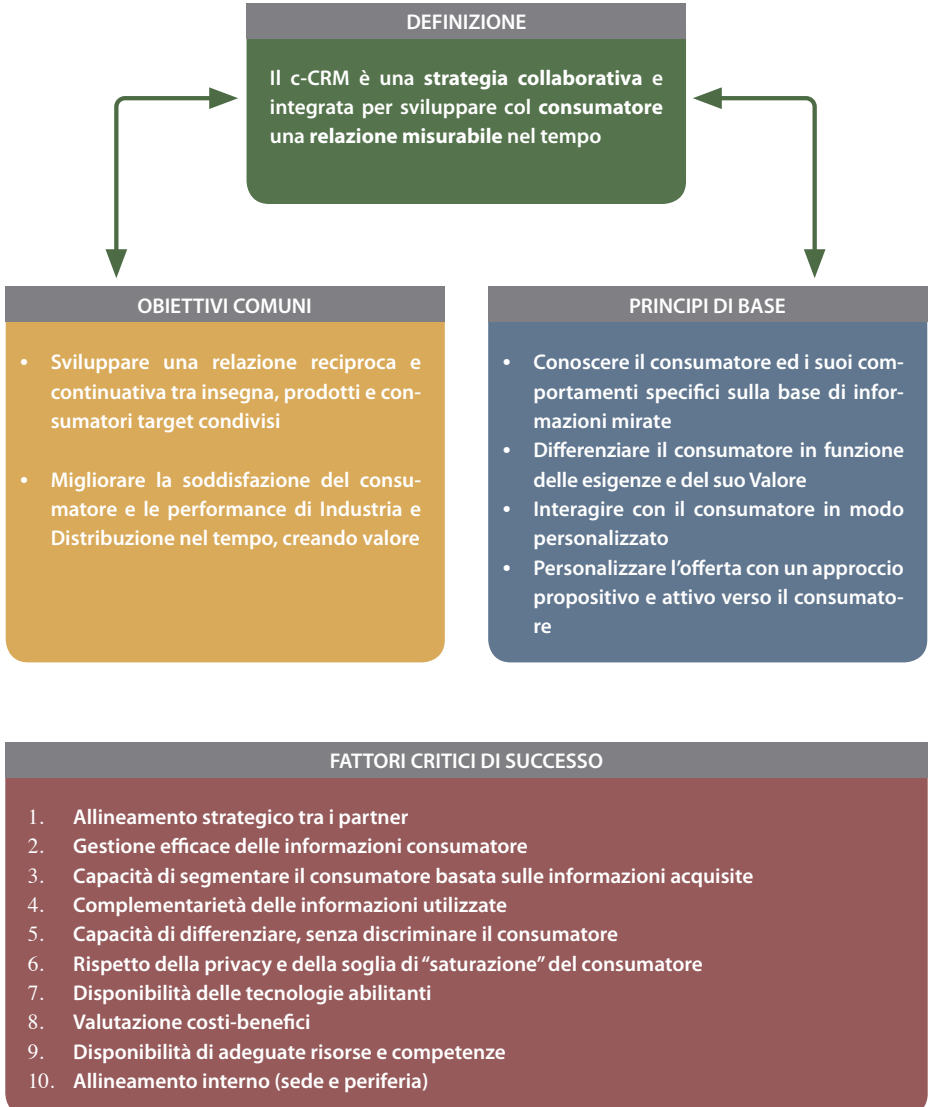 DEFINIZIONE
Il c-CRM è una strategia collaborativa e
integrata per sviluppare col consumatore
una relazione misurabile nel tempo
OBIETTIVI COMUNI
• Sviluppare una relazione reciproca e
continuativa tra insegna, prodotti e con-
sumatori target condivisi
• Migliorare la soddisfazione del consu-
matore e le performance di Industria e
Distribuzione nel tempo, creando valore
PRINCIPI DI BASE
• Conoscere il consumatore ed i suoi com-
portamenti specifici sulla base di infor-
mazioni mirate
• Differenziare il consumatore in funzione
delle esigenze e del suo Valore
• Interagire con il consumatore in modo
personalizzato
• Personalizzare l’offerta con un approccio
propositivo e attivo verso il consumato-
re
FATTORI CRITICI DI SUCCESSO
1. Allineamento strategico tra i partner
2. Gestione efficace delle informazioni consumatore
3. Capacità di segmentare il consumatore basata sulle informazioni acquisite
4. Complementarietà delle informazioni utilizzate
5. Capacità di differenziare, senza discriminare il consumatore
6. Rispetto della privacy e della soglia di “saturazione” del consumatore
7. Disponibilità delle tecnologie abilitanti
8. Valutazione costi-benefici
9. Disponibilità di adeguate risorse e competenze
10. Allineamento interno (sede e periferia)